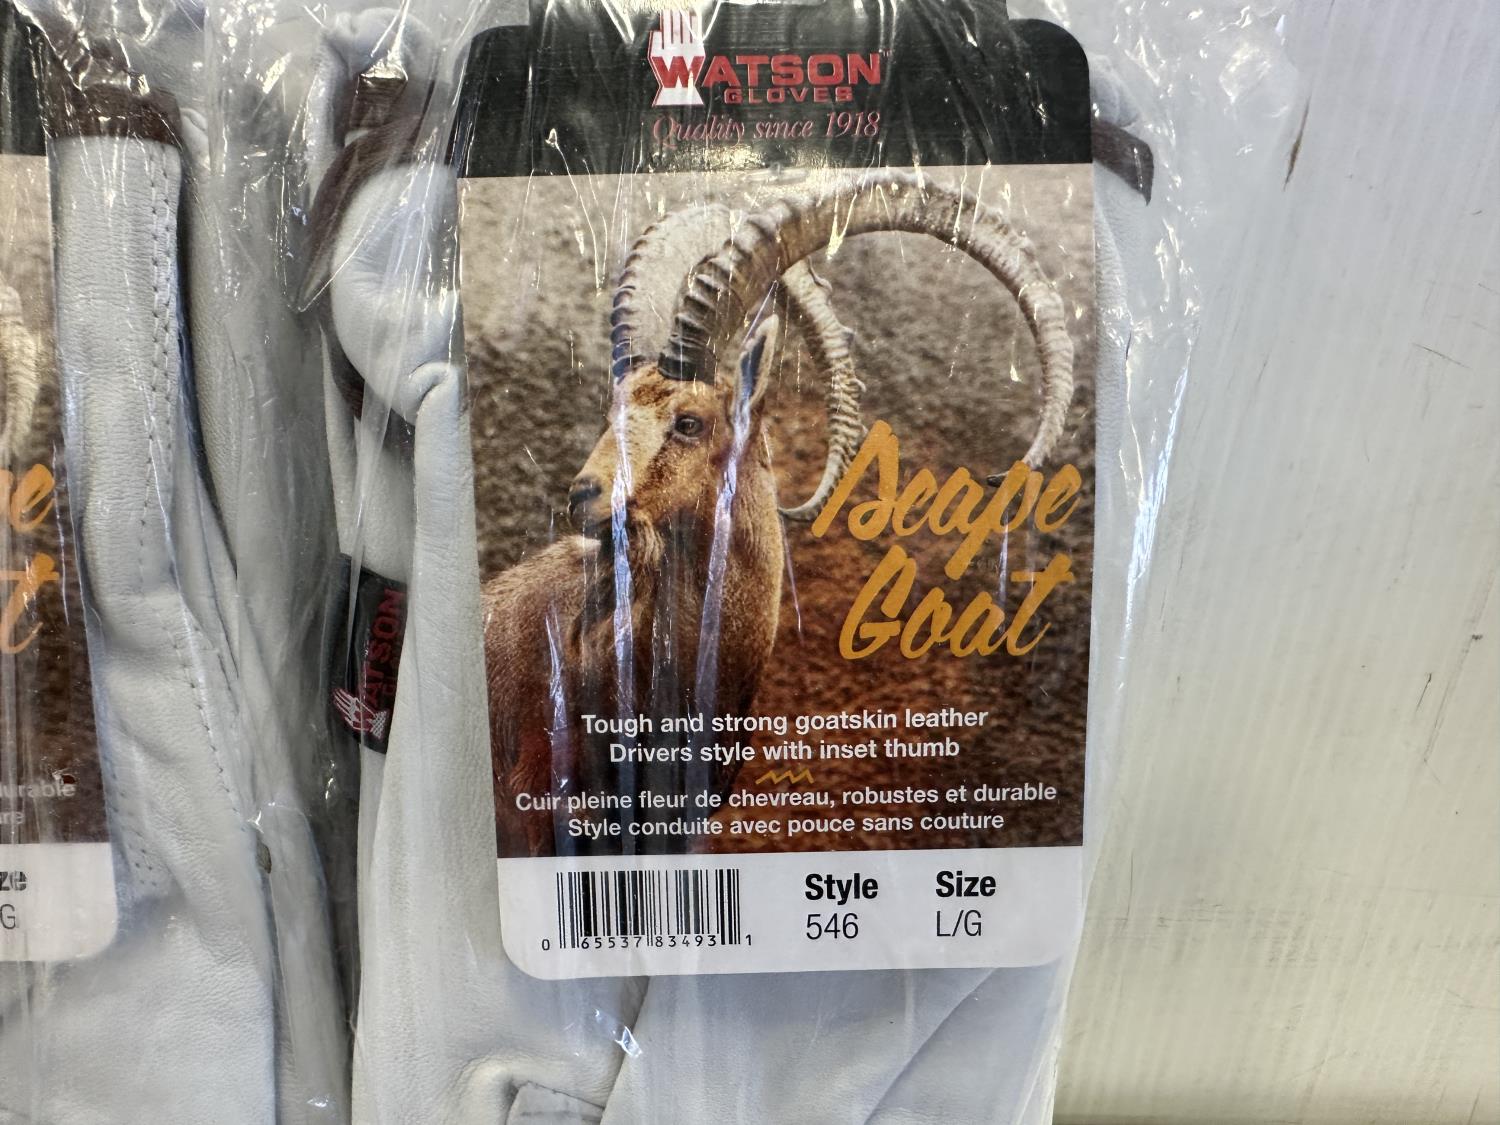 WATSON™
GLOVES
Quality since 1918
Scape
Goat
Tough and strong goatskin leather
Drivers style with inset thumb
Cuir pleine fleur de chevreau, robustes et durable
Style conduite avec pouce sans couture
Style
546
Size
L/G
0 65537 83493 1
WATSON